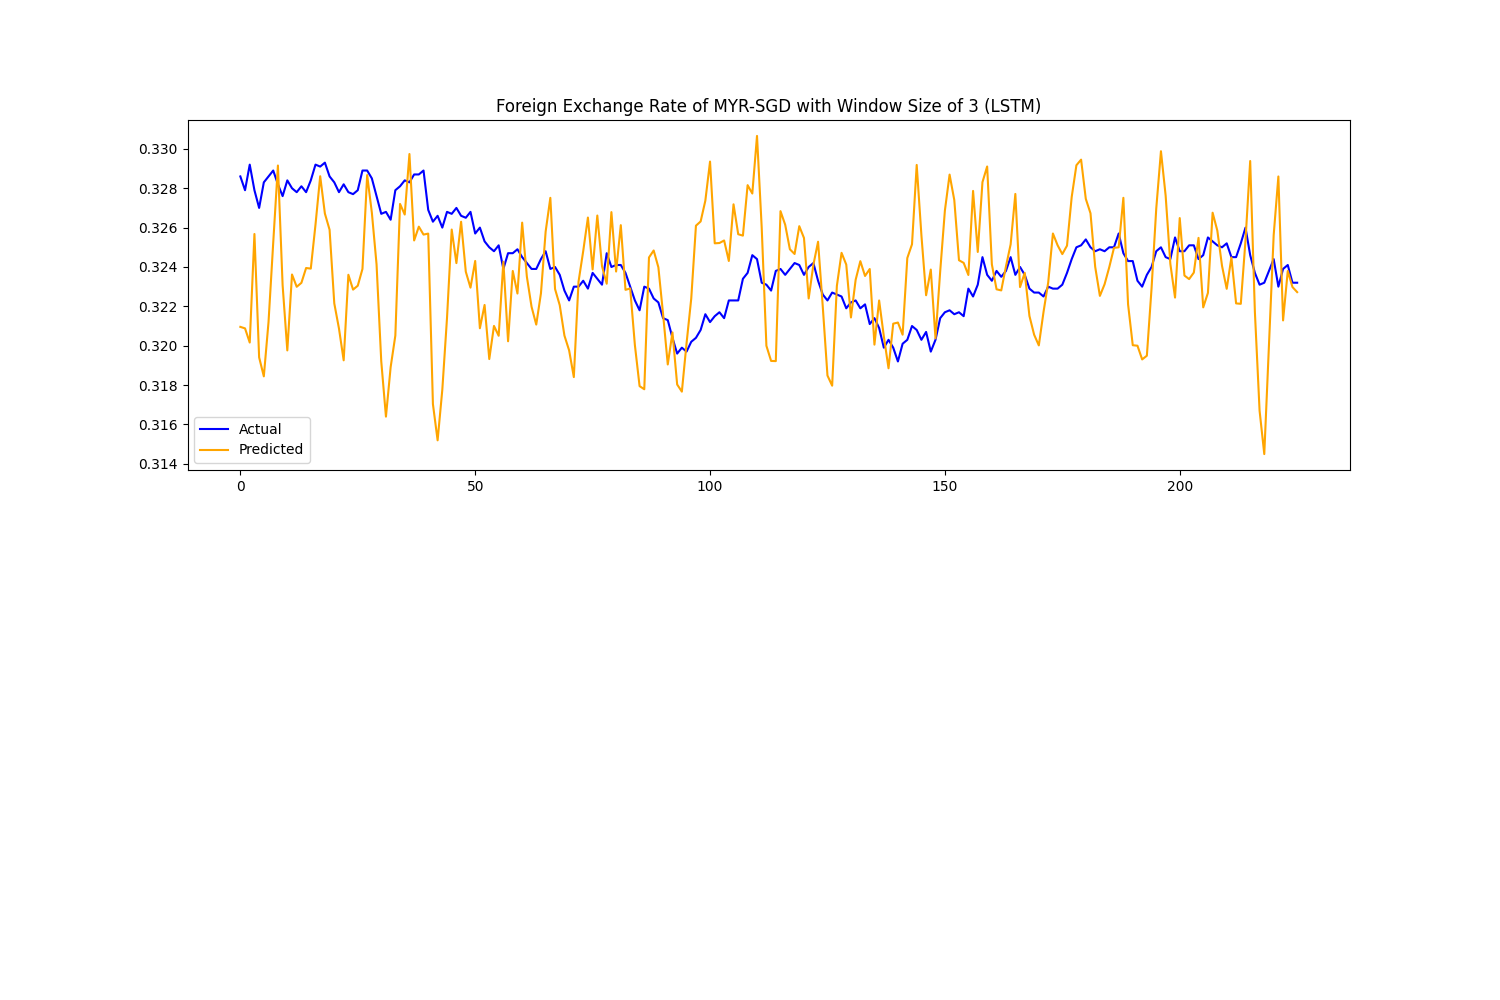 Foreign Exchange Rate of MYR-SGD with Window Size of 3 (LSTM)
0.330
0.328
0.326
0.324
0.322
0.320
0.318
0.316
0.314
Actual
Predicted
0 50 100 150 200